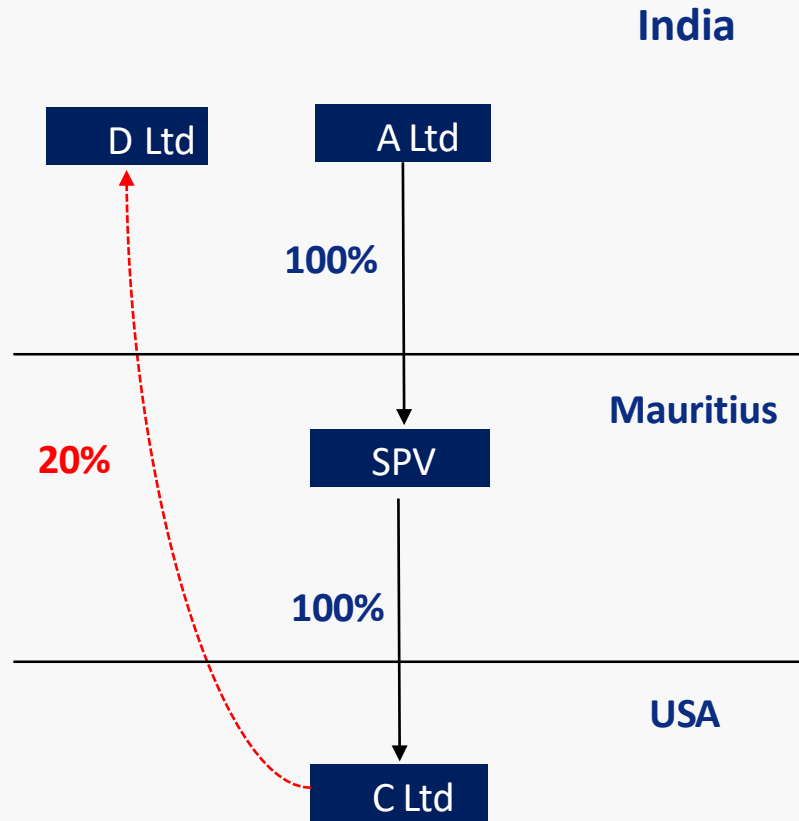 India
D Ltd
A Ltd
100%
Mauritius
20%
SPV
100%
USA
C Ltd